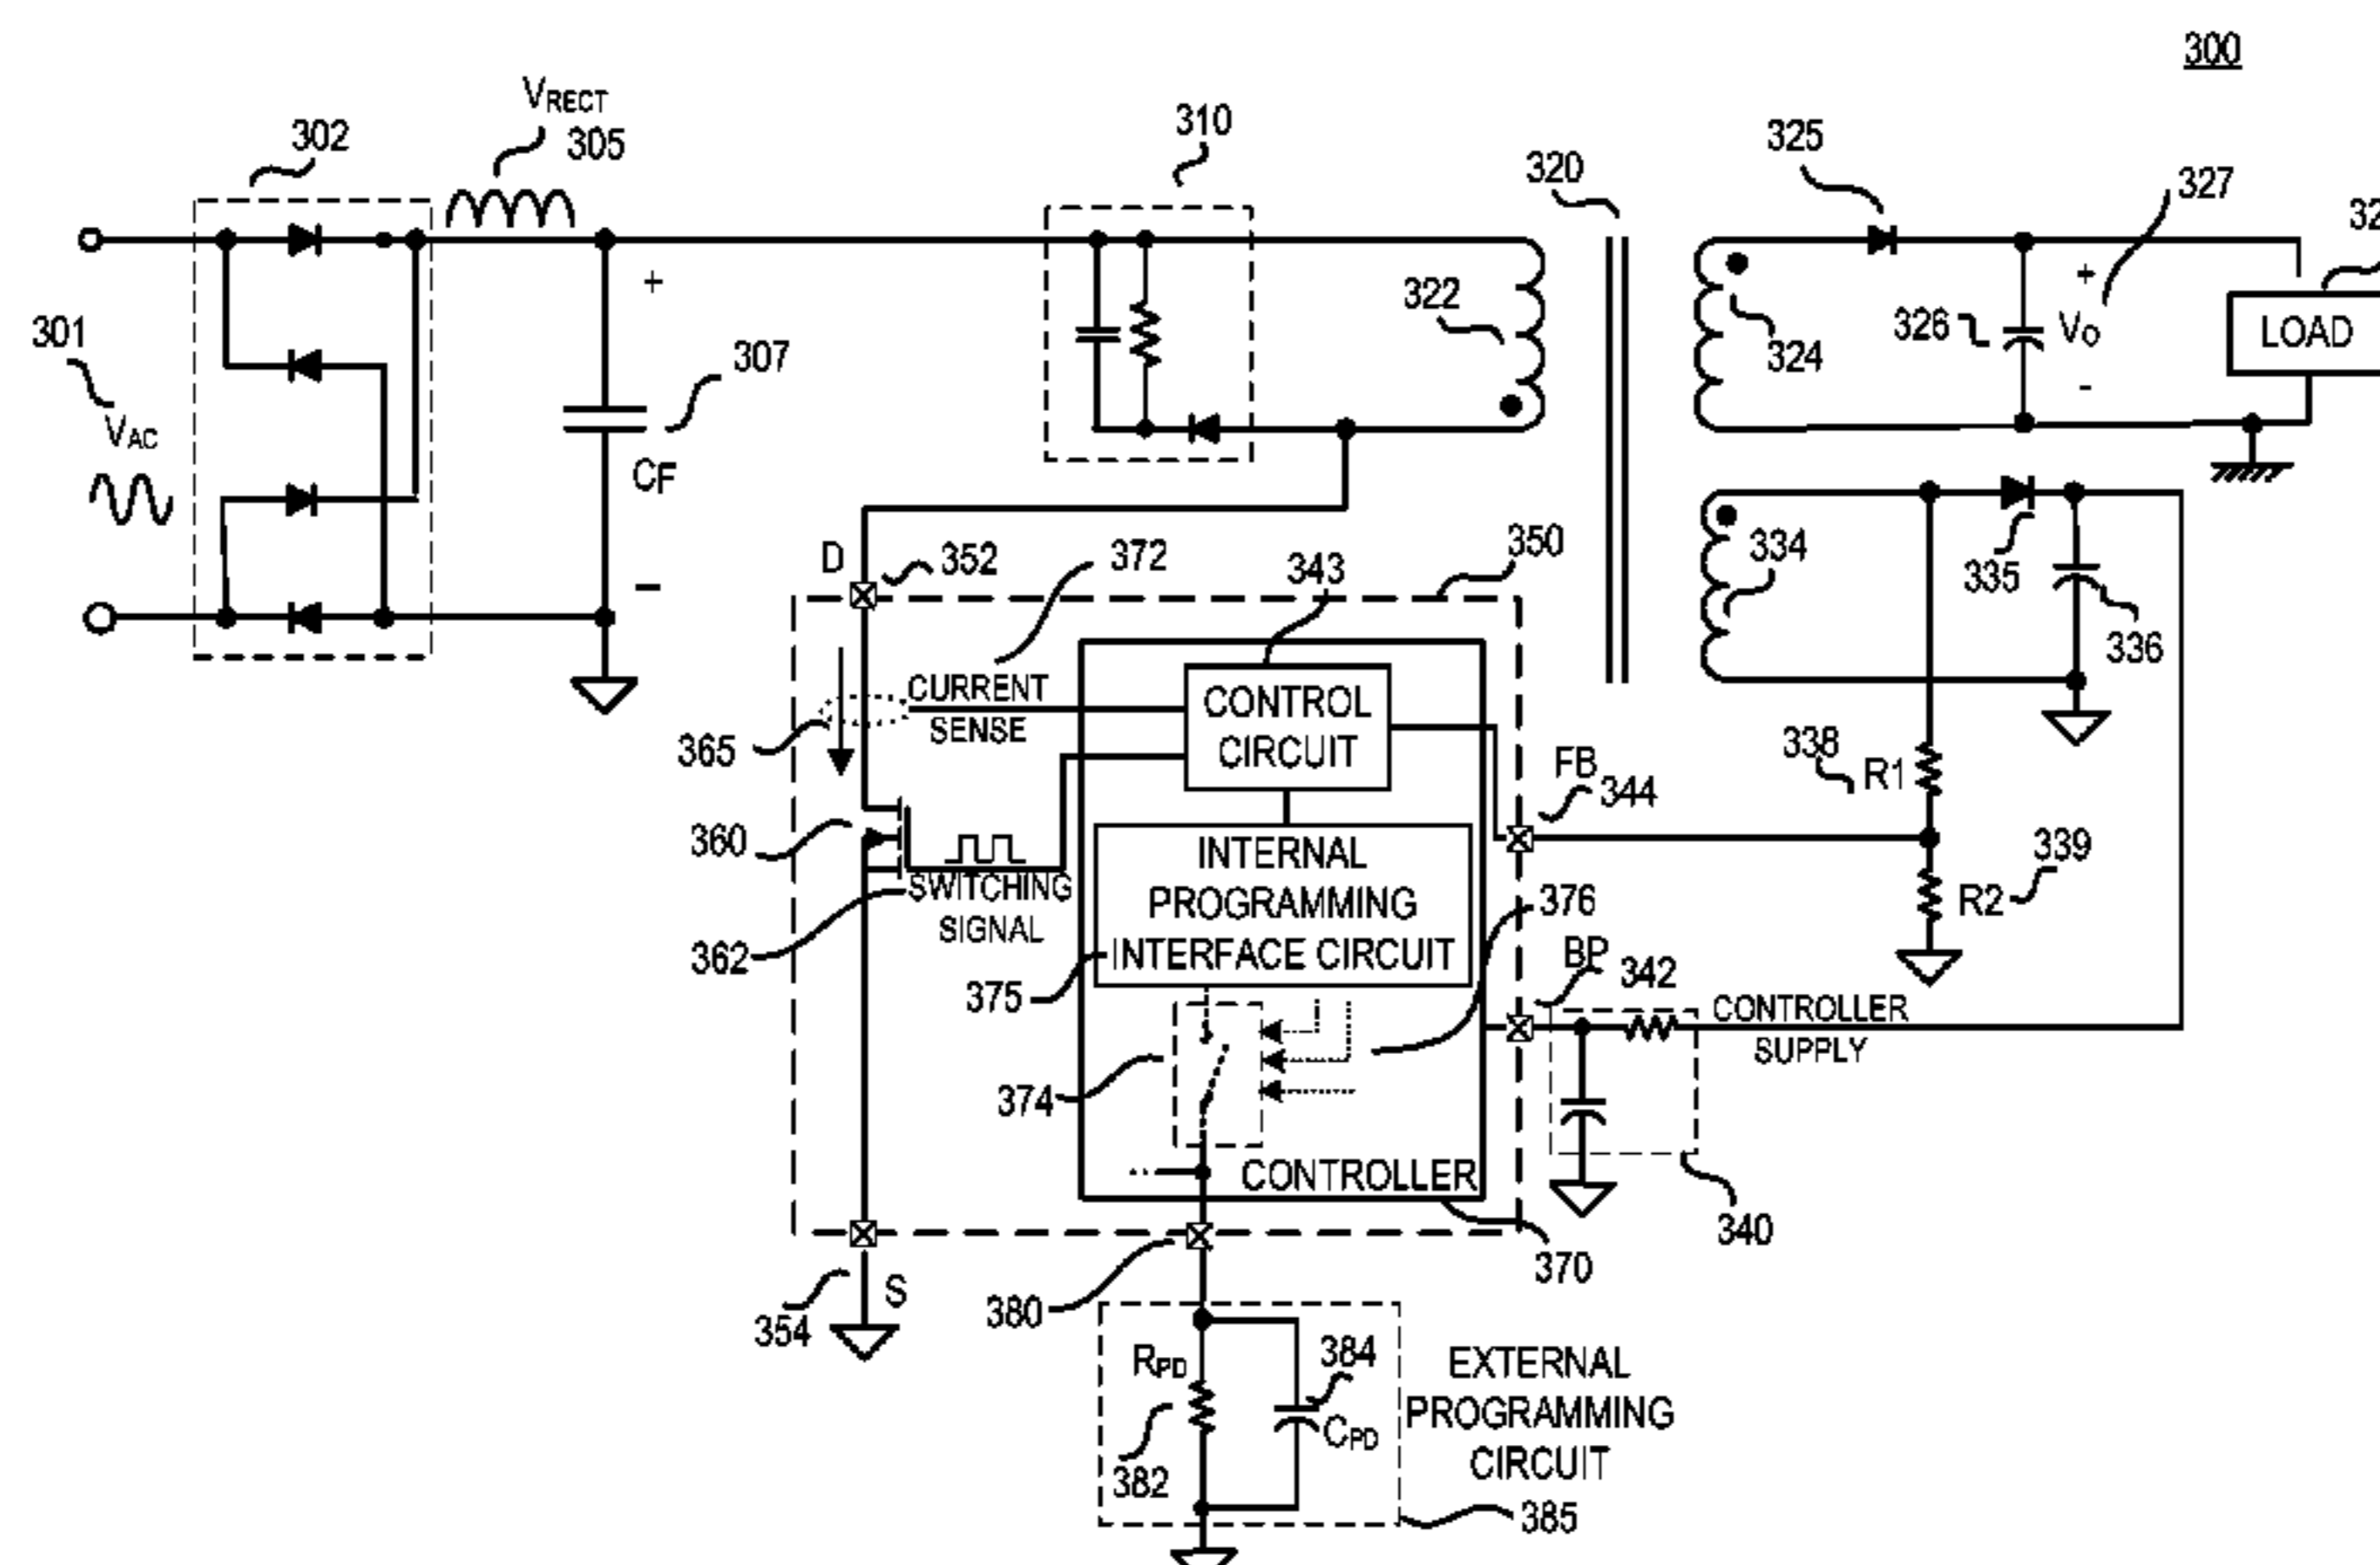 300
VRECT
305
302
310
320
325
327
301
VAC
307
CF
+
-
322
324
326
+
VO
-
LOAD
D
352
372
343
350
334
335
336
CURRENT
SENSE
365
CONTROL
CIRCUIT
338
R1
FB
344
360
SWITCHING
SIGNAL
362
INTERNAL
PROGRAMMING
INTERFACE CIRCUIT
375
376
339
R2
BP
342
CONTROLLER
SUPPLY
374
CONTROLLER
340
370
354
S
380
RPD
384
CPD
382
EXTERNAL
PROGRAMMING
CIRCUIT
385